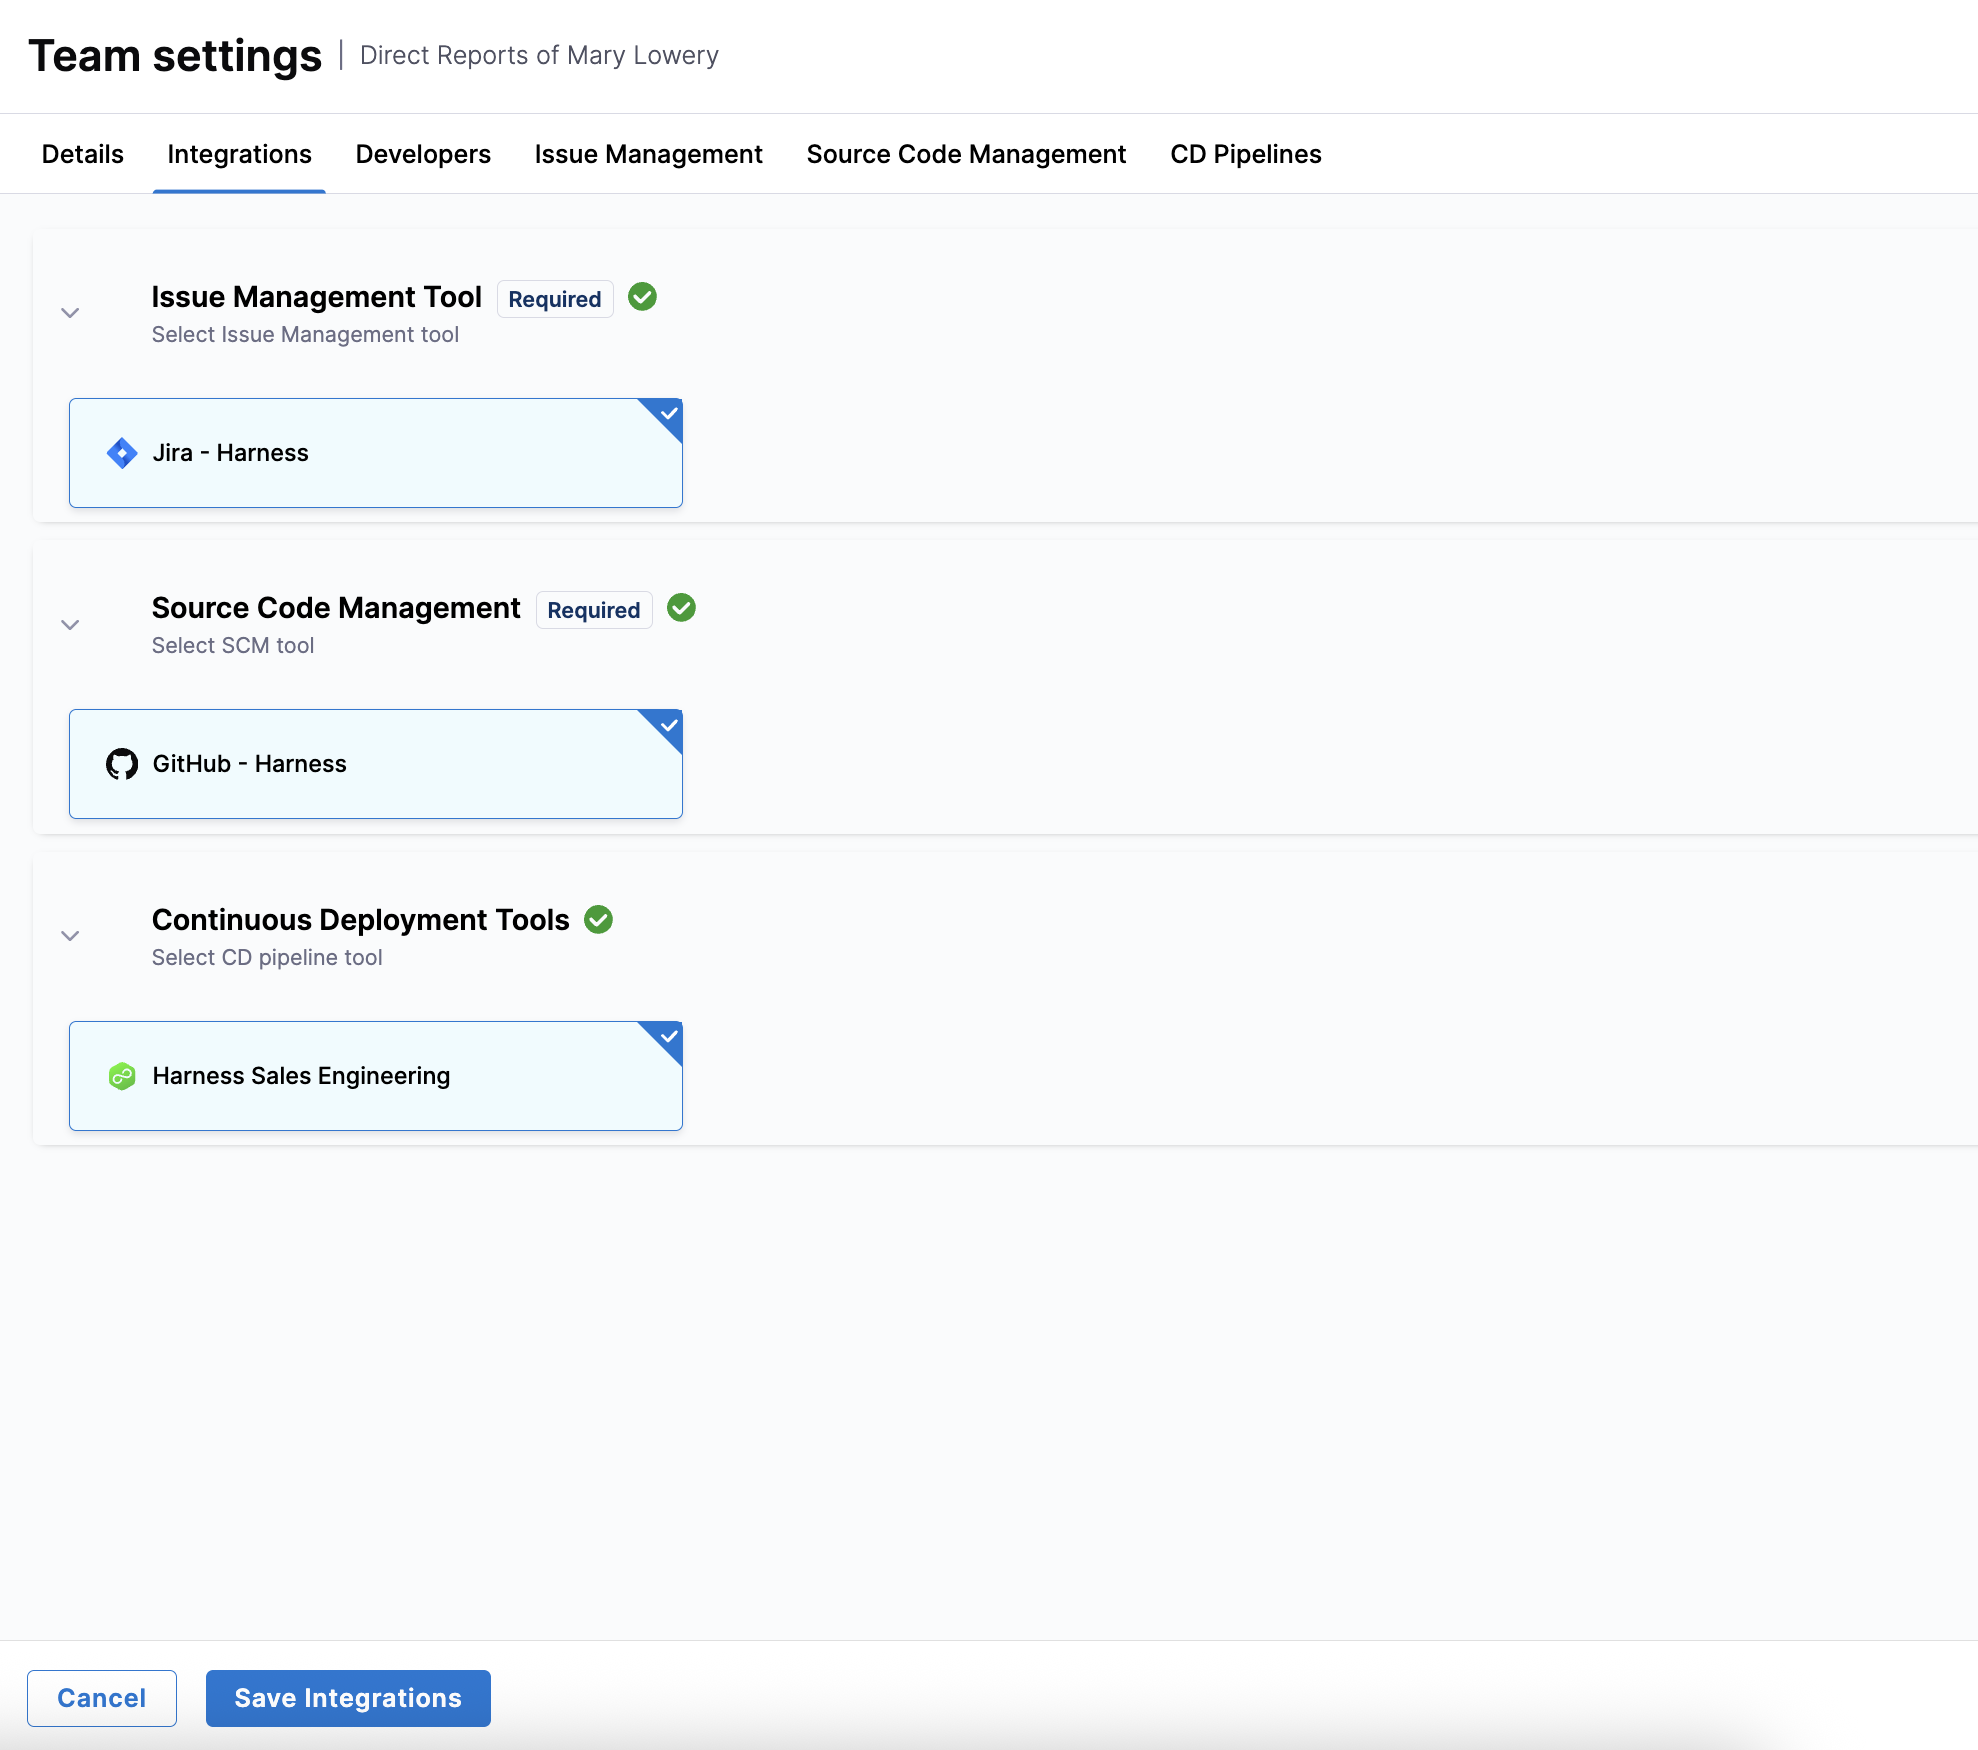 Team settings | Direct Reports of Mary Lowery
Details Integrations Developers Issue Management Source Code Management CD Pipelines
Issue Management Tool Required
Select Issue Management tool
Jira - Harness
Source Code Management Required
Select SCM tool
GitHub - Harness
Continuous Deployment Tools
Select CD pipeline tool
Harness Sales Engineering
Cancel Save Integrations